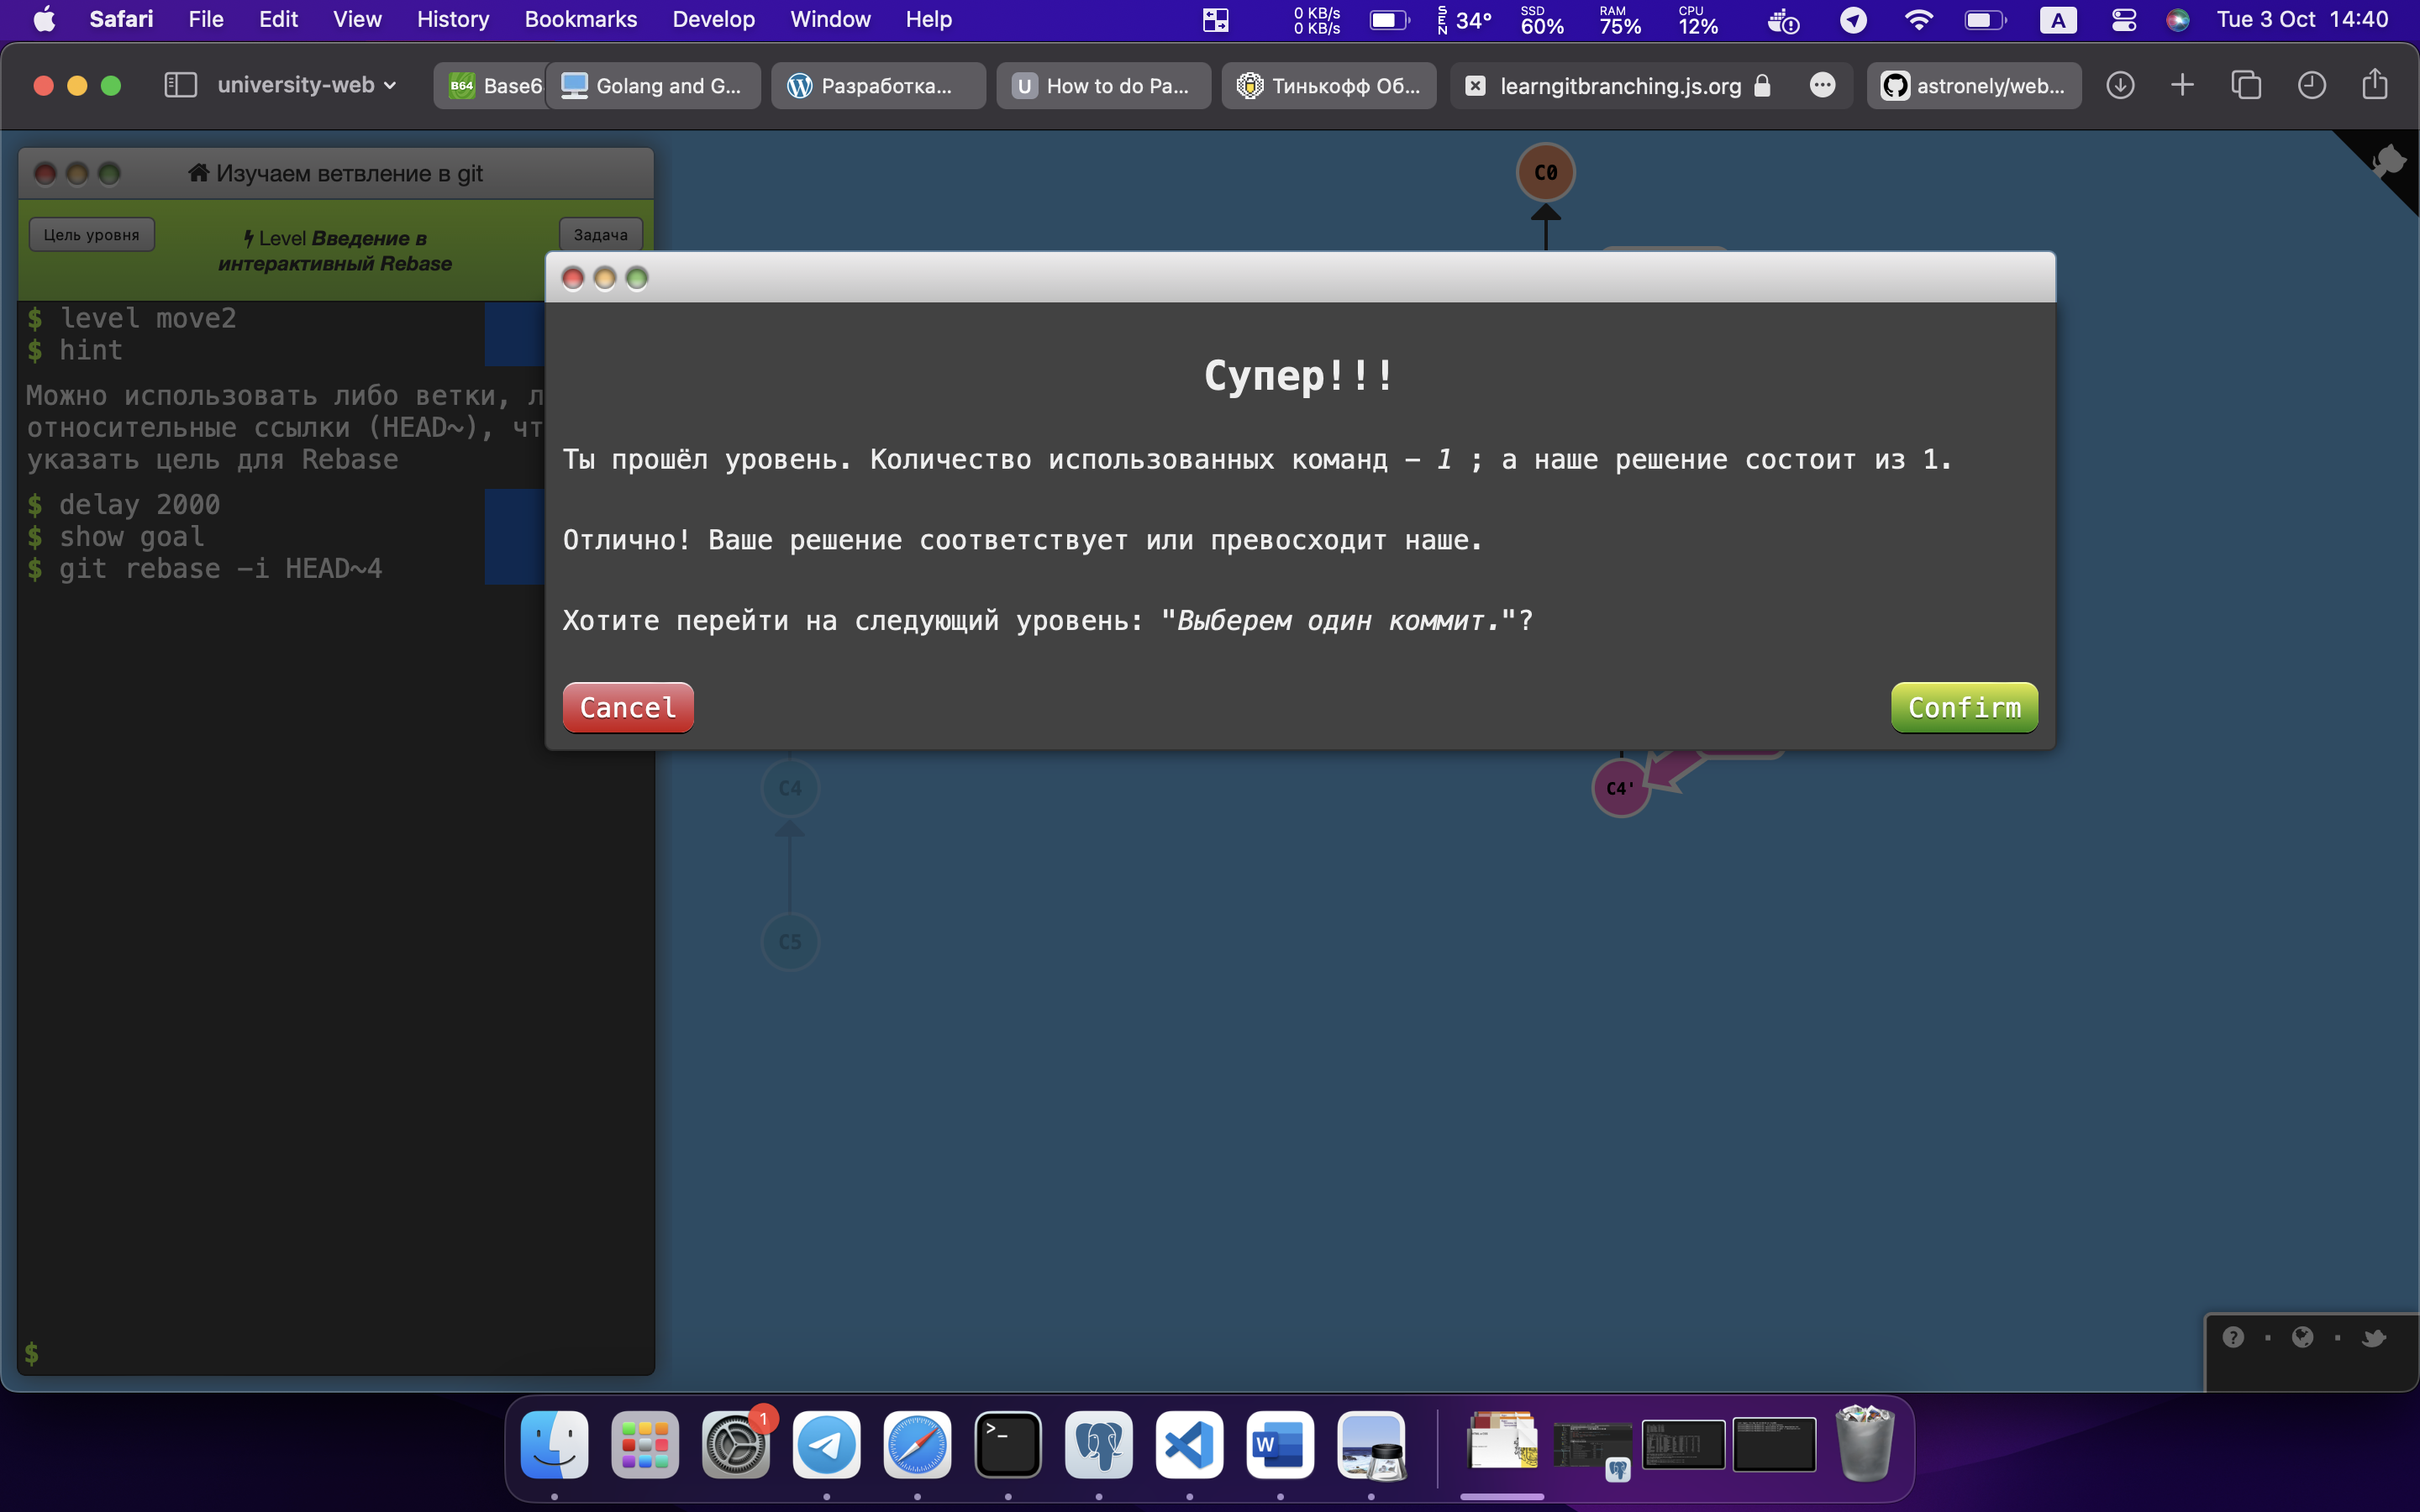 Safari File Edit View History Bookmarks Develop Window Help
0 KB/s
0 KB/s
SEN 34°
SSD
60%
RAM
75%
CPU
12%
A
Tue 3 Oct 14:40
university-web
B64 Base6
Golang and G...
Разработка...
U How to do Pa...
Тинькофф Об...
learngitbranching.js.org
astronely/web...
Изучаем ветвление в git
Цель уровня
Level Введение в
интерактивный Rebase
Задача
$ level move2
$ hint
Можно использовать либо ветки, л
относительные ссылки (HEAD~), чт
указать цель для Rebase
$ delay 2000
$ show goal
$ git rebase -i HEAD~4
$
C0
Супер!!!
Ты прошёл уровень. Количество использованных команд – 1 ; а наше решение состоит из 1.
Отлично! Ваше решение соответствует или превосходит наше.
Хотите перейти на следующий уровень: "Выберем один коммит."?
Cancel
Confirm
C4
C4'
C5
?
1
>_
W